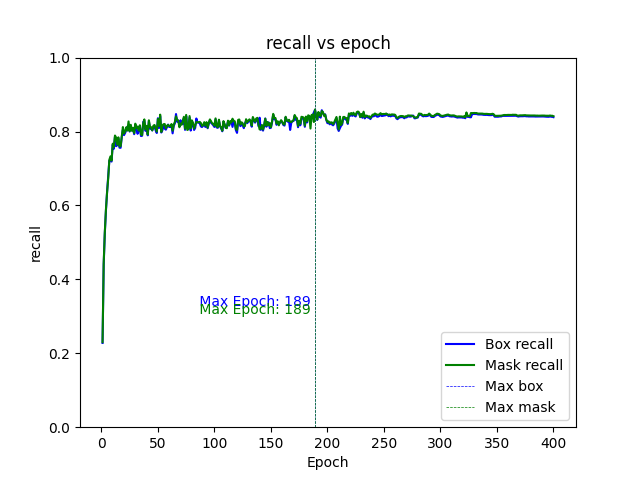 recall vs epoch
1.0
0.8
0.6
0.4
0.2
0.0
recall
Max Epoch: 189
Max Epoch: 189
Box recall
Mask recall
Max box
Max mask
0 50 100 150 200 250 300 350 400
Epoch